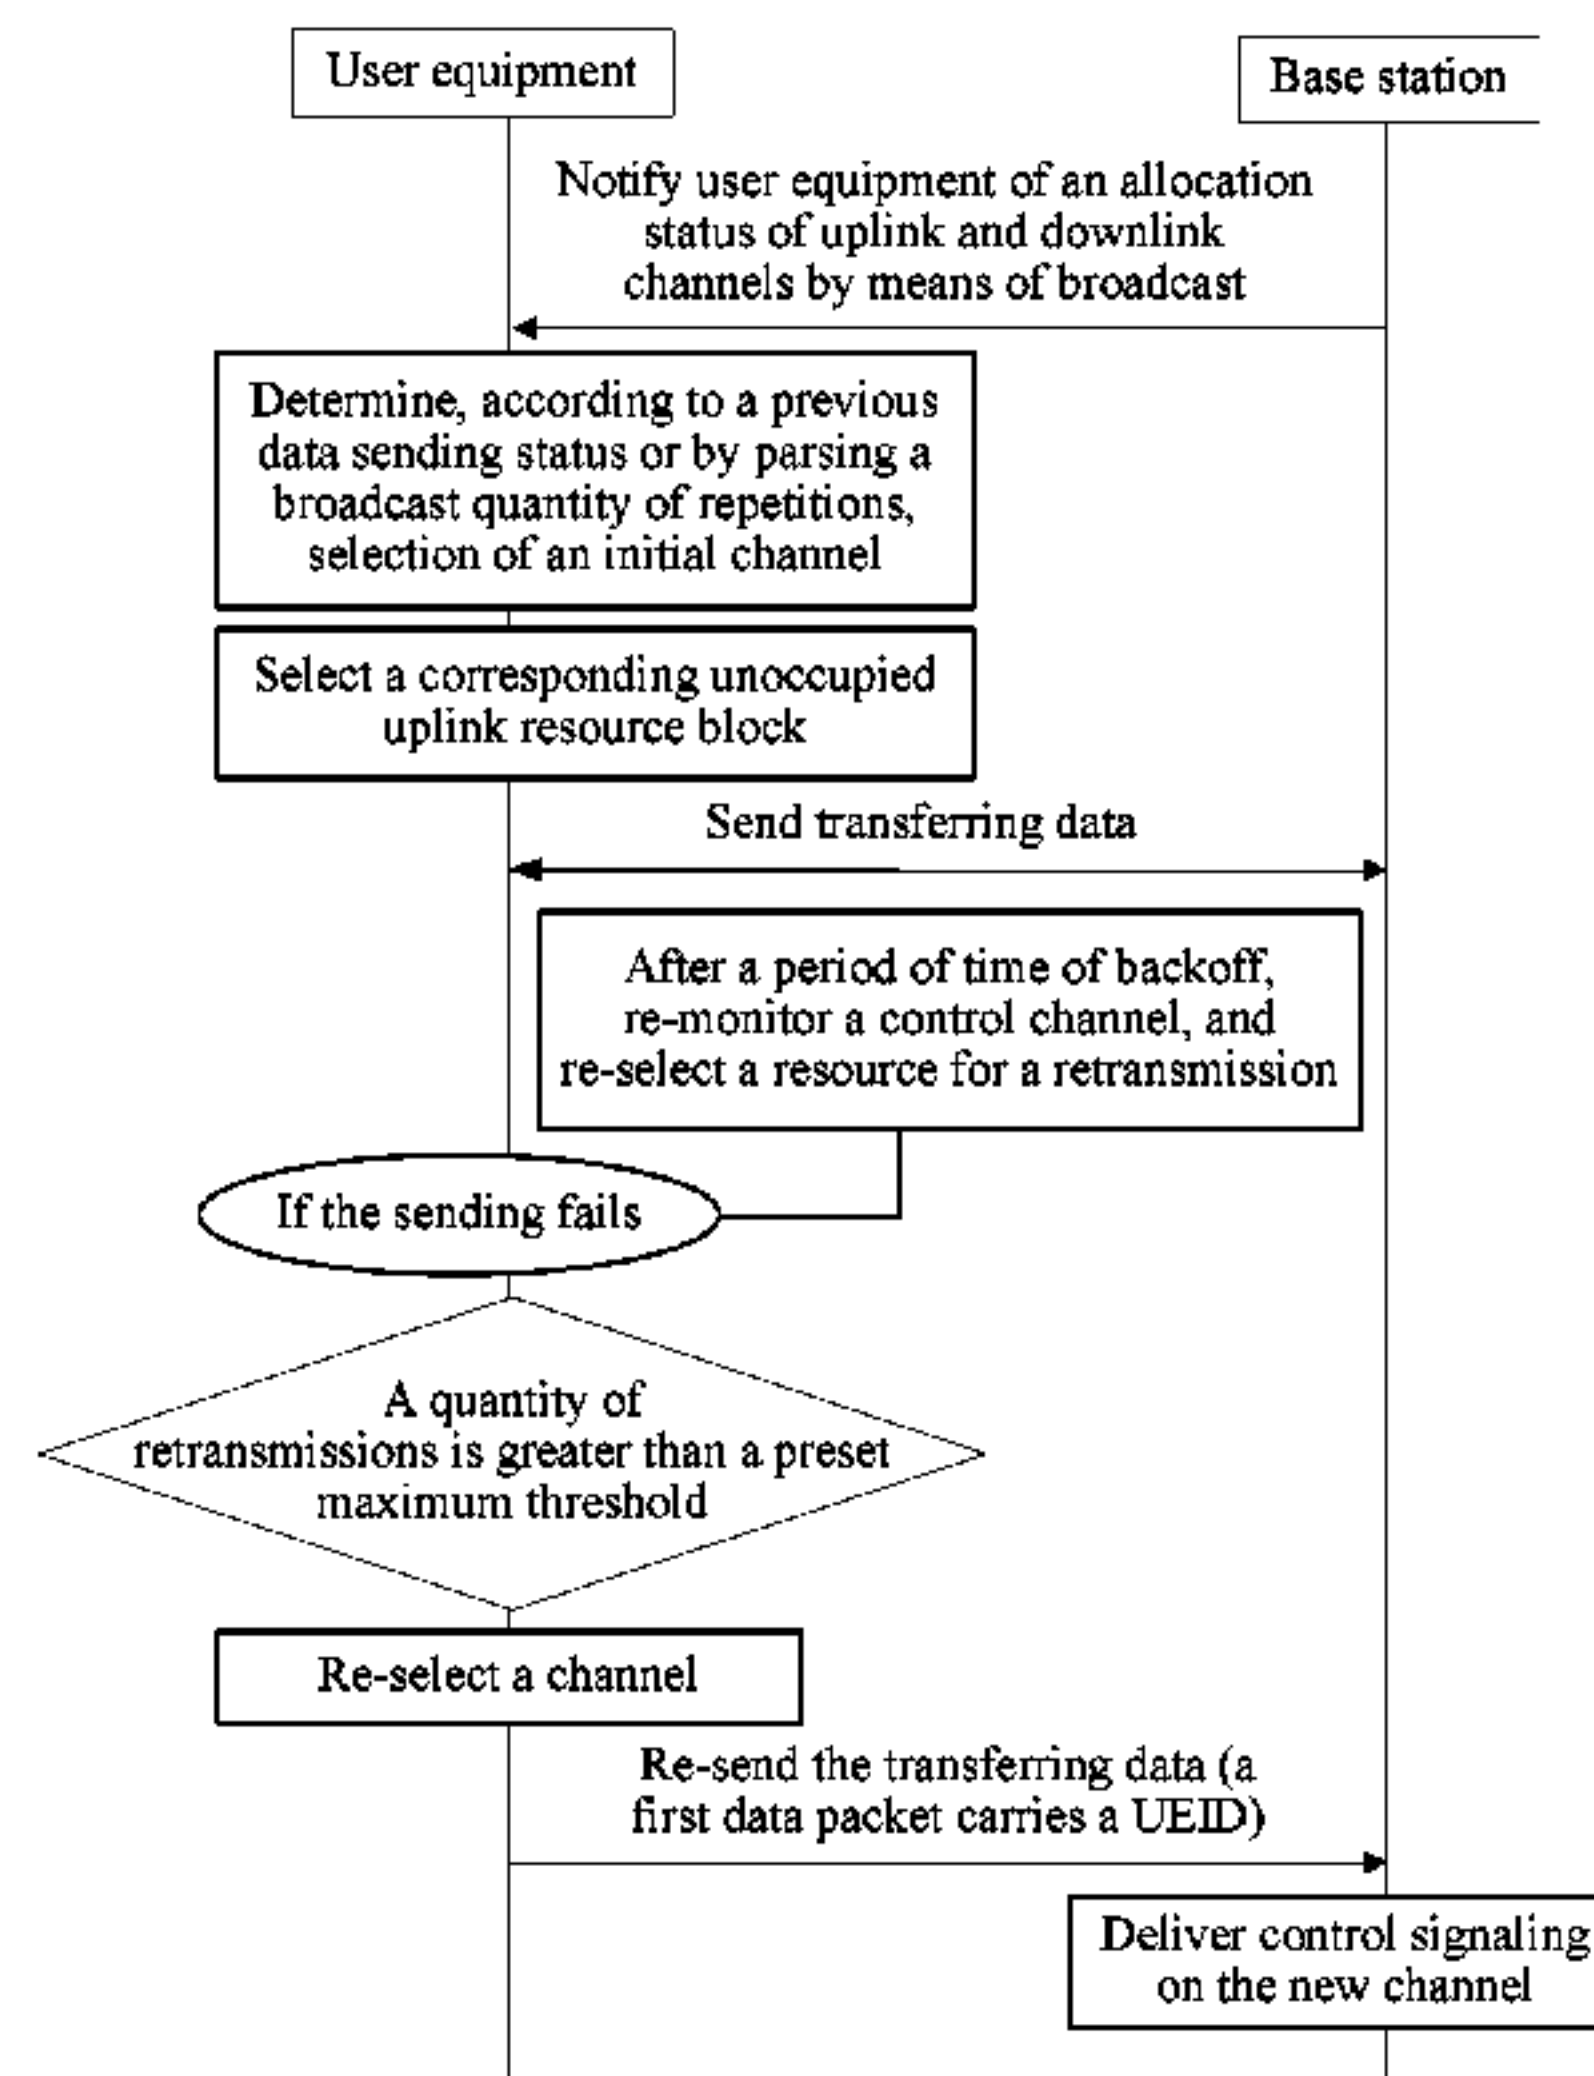 User equipment
Base station
Notify user equipment of an allocation
status of uplink and downlink
channels by means of broadcast
Determine, according to a previous
data sending status or by parsing a
broadcast quantity of repetitions,
selection of an initial channel
Select a corresponding unoccupied
uplink resource block
Send transferring data
After a period of time of backoff,
re-monitor a control channel, and
re-select a resource for a retransmission
If the sending fails
A quantity of
retransmissions is greater than a preset
maximum threshold
Re-select a channel
Re-send the transferring data (a
first data packet carries a UEID)
Deliver control signaling
on the new channel